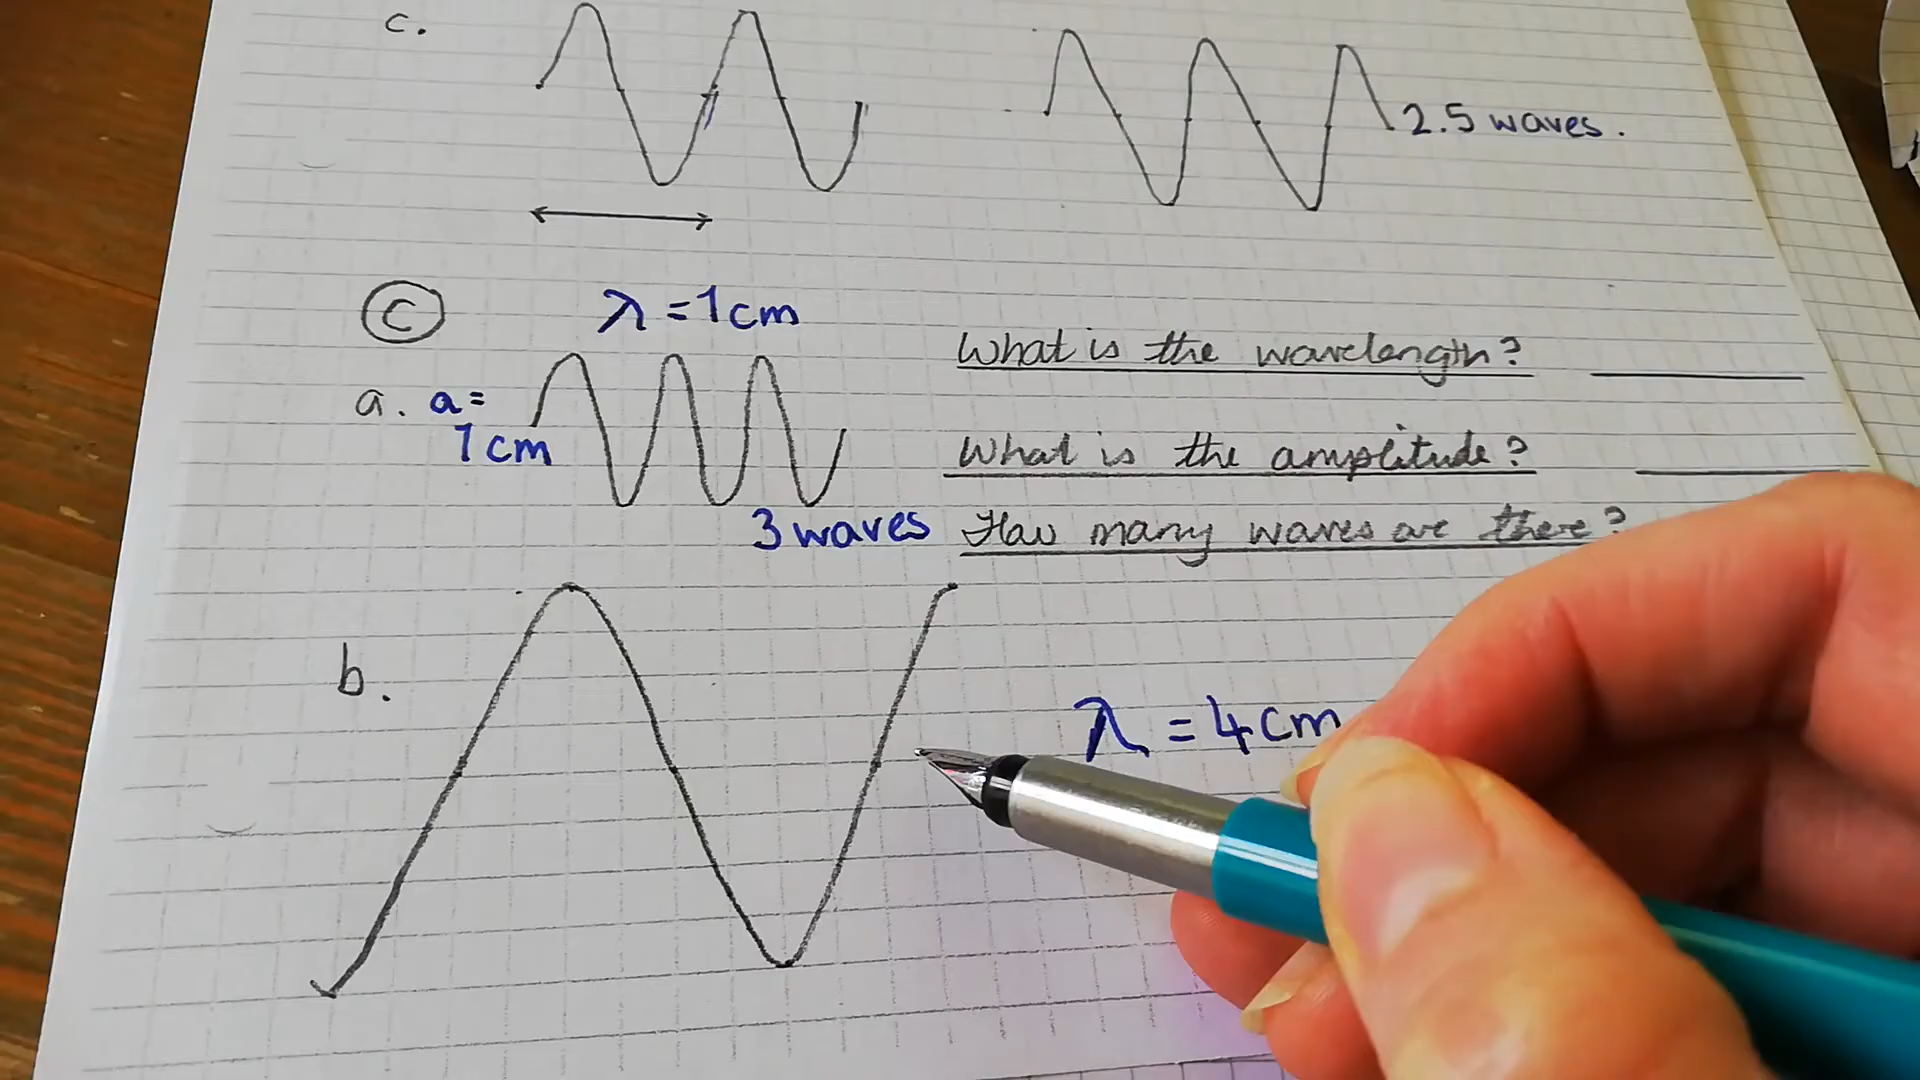 c.
2.5 waves.
C
λ = 1cm
What is the wavelength?
a. a=
1cm
What is the amplitude?
3 waves
How many waves are there?
b.
λ = 4cm